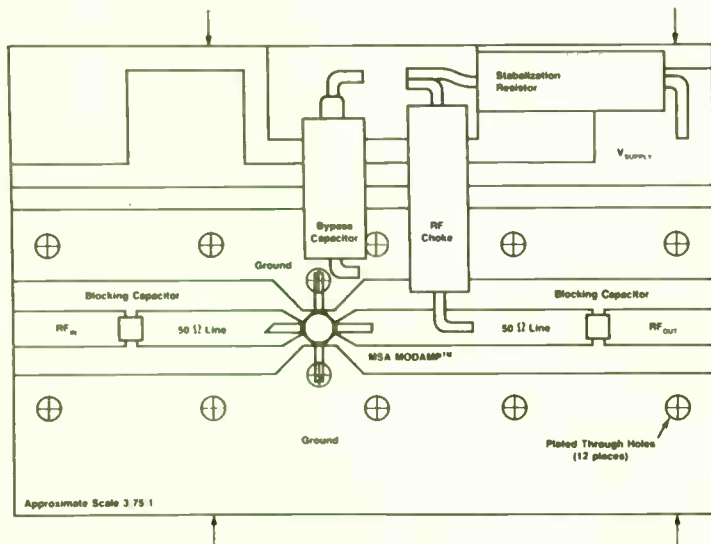 Stabalization
Resistor
V SUPPLY
Bypass
Capacitor
RF
Choke
Ground
Blocking Capacitor
Blocking Capacitor
RF IN
50 Ω Line
50 Ω Line
RF OUT
MSA MODAMP™
Ground
Plated Through Holes
(12 places)
Approximate Scale 3 75 1